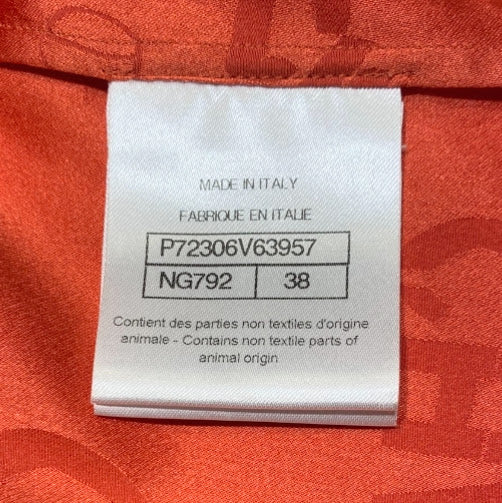 MADE IN ITALY
FABRIQUE EN ITALIE
P72306V63957
NG792 38
Contient des parties non textiles d'origine
animale - Contains non textile parts of
animal origin